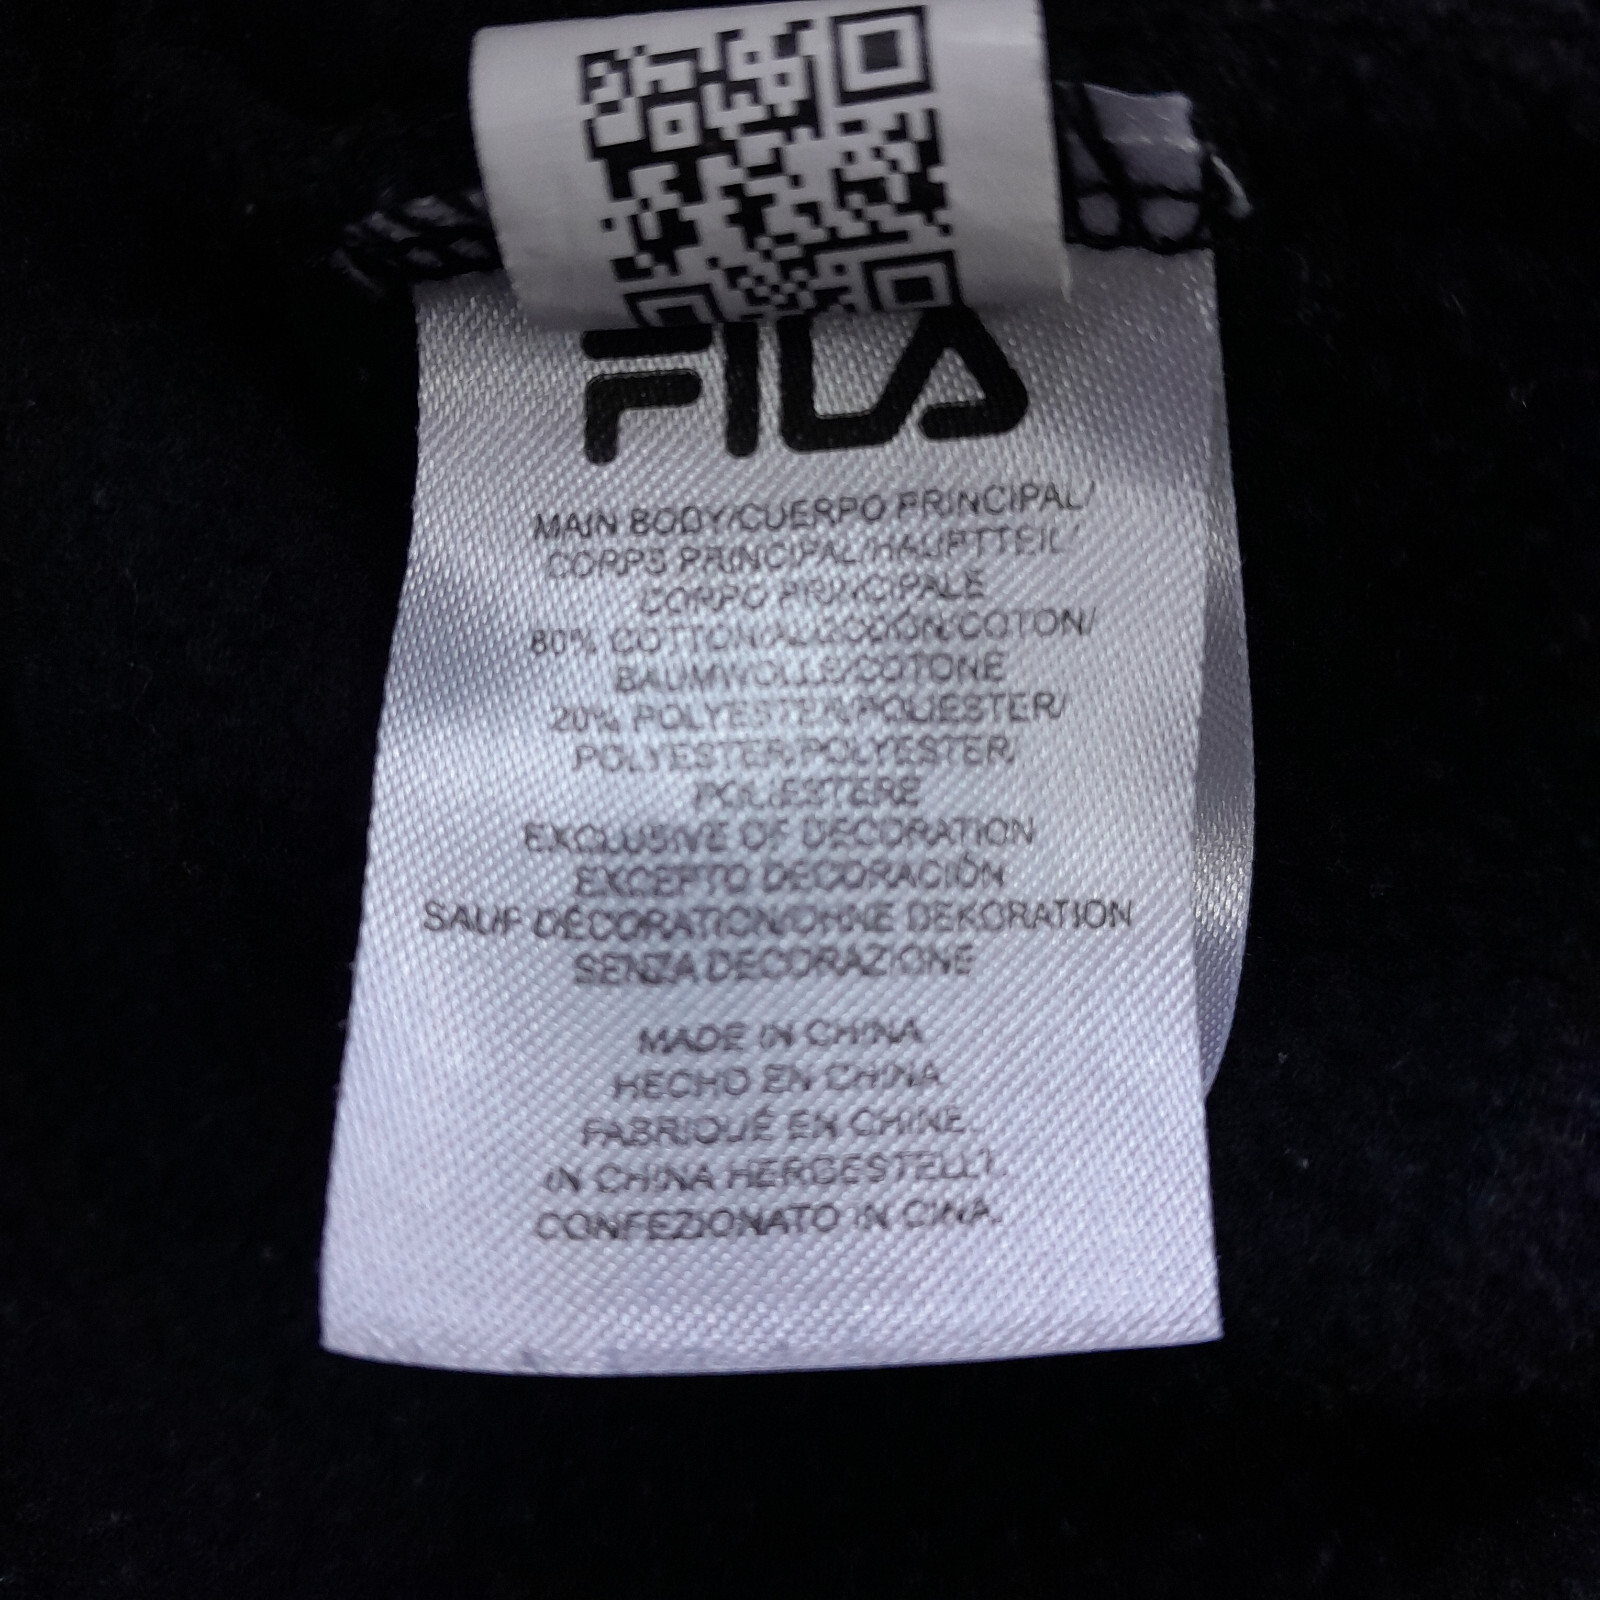 FILA
MAIN BODY/CUERPO PRINCIPAL/
CORPS PRINCIPAL/HAUPTTEIL/
CORPO PRINCIPALE
80% COTTON/ALGODÓN/COTON/
BAUMWOLLE/COTONE
20% POLYESTER/POLIESTER/
POLYESTER/POLYESTER/
POLIESTERE
EXCLUSIVE OF DECORATION
EXCEPTO DECORACIÓN
SAUF DÉCORATION/OHNE DEKORATION
SENZA DECORAZIONE
MADE IN CHINA
HECHO EN CHINA
FABRIQUÉ EN CHINE.
IN CHINA HERGESTELLT.
CONFEZIONATO IN CINA.